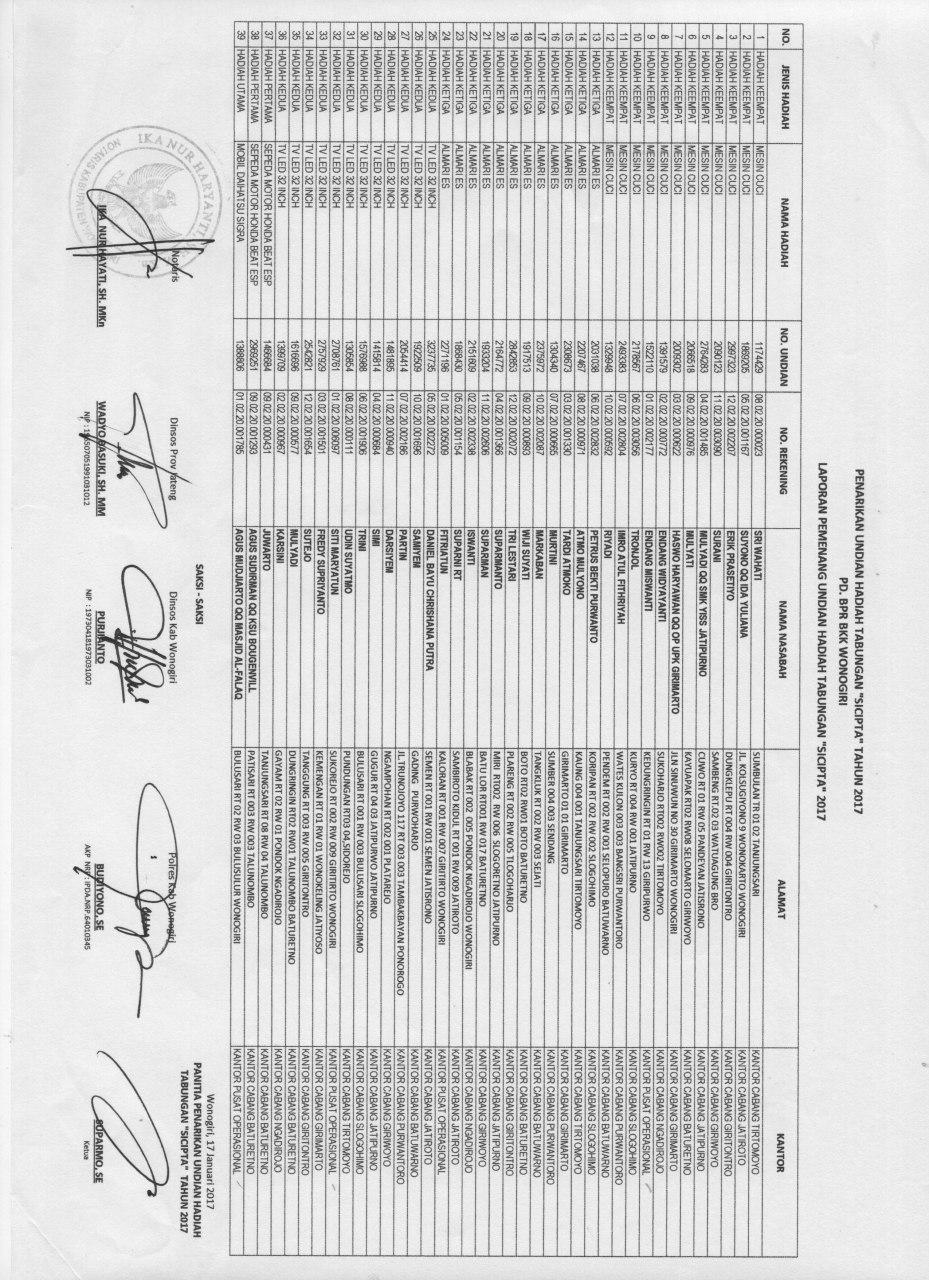 PENARIKAN UNDIAN HADIAH TABUNGAN "SICIPTA" TAHUN 2017
PD. BPR BKK WONOGIRI
LAPORAN PEMENANG UNDIAN HADIAH TABUNGAN "SICIPTA" 2017
NO. JENIS HADIAH NAMA HADIAH NO. UNDIAN NO. REKENING NAMA NASABAH ALAMAT KANTOR
1 HADIAH KEEMPAT MESIN CUCI 1174429 08.02.20.000023 SRI WAHATI SUMBULAN TR 01 02 TANJUNGSARI KANTOR CABANG TIRTOMOYO
2 HADIAH KEEMPAT MESIN CUCI 1869205 05.02.20.001167 SUYONO QQ IDA YULIANA JL. KOLSUGIYONO 9 WONOKARTO WONOGIRI KANTOR CABANG JATIROTO
3 HADIAH KEEMPAT MESIN CUCI 2997323 12.02.20.002207 ERIK PRASETIYO DUNGKLEPU RT 004 RW 004 GIRITONTRO KANTOR CABANG GIRITONTRO
4 HADIAH KEEMPAT MESIN CUCI 2090123 11.02.20.003090 SURANI SAMBENG RT.02 03 WATUAGUNG BRO KANTOR CABANG GIRIWOYO
5 HADIAH KEEMPAT MESIN CUCI 2764283 04.02.20.001485 MULYADI QQ SMK YISS JATIPURNO CUWO RT 01 RW 05 PANDEYAN JATISRONO KANTOR CABANG JATIPURNO
6 HADIAH KEEMPAT MESIN CUCI 2066518 09.02.20.000976 MULYATI KAYUAPAK RT02 RW08 SELOMARTO GIRIWOYO KANTOR CABANG BATURETNO
7 HADIAH KEEMPAT MESIN CUCI 2009302 03.02.20.000622 HASWO HARYAWAN QQ OP UPK GIRIMARTO JLN SINUWUN NO 30 GIRIMARTO WONOGIRI KANTOR CABANG GIRIMARTO
8 HADIAH KEEMPAT MESIN CUCI 1391579 02.02.20.000772 ENDANG WIDYAYANTI SUKOHARJO RT002 RW002 TIRTOMOYO KANTOR CABANG NGADIROJO
9 HADIAH KEEMPAT MESIN CUCI 1522110 01.02.20.002177 ENDANG MISWANTI KEDUNGRINGIN RT 01 RW 13 GIRIPURWO KANTOR PUSAT OPERASIONAL
10 HADIAH KEEMPAT MESIN CUCI 2178567 06.02.20.003056 TRONJOL KURYO RT 004 RW 001 JATIPURNO KANTOR CABANG SLOGOHIMO
11 HADIAH KEEMPAT MESIN CUCI 2493383 07.02.20.002804 IMRO ATUL FITHRIYAH WATES KULON 003 003 BANGSRI PURWANTORO KANTOR CABANG PURWANTORO
12 HADIAH KEEMPAT MESIN CUCI 1329948 10.02.20.000592 RIYADI PENDEM RT 002 RW 001 SELOPURO BATUWARNO KANTOR CABANG BATUWARNO
13 HADIAH KETIGA ALMARI ES 2031038 06.02.20.002832 PETRUS BEKTI PURWANTO KORIPAN RT 002 RW 002 SLOGOHIMO KANTOR CABANG SLOGOHIMO
14 HADIAH KETIGA ALMARI ES 2207467 08.02.20.000971 ATMO MULYONO KAUNG 004 001 TANJUNGSARI TIRTOMOYO KANTOR CABANG TIRTOMOYO
15 HADIAH KETIGA ALMARI ES 2308673 03.02.20.001330 TARDI ATMOKO GIRIMARTO 01 01 GIRIMARTO KANTOR CABANG GIRIMARTO
16 HADIAH KETIGA ALMARI ES 1304340 07.02.20.000665 MURTINI SUMBER 004 003 SENDANG KANTOR CABANG PURWANTORO
17 HADIAH KETIGA ALMARI ES 2375972 10.02.20.002087 MARKABAN TANGKLUK RT 002 RW 003 SEJATI KANTOR CABANG BATUWARNO
18 HADIAH KETIGA ALMARI ES 1917513 09.02.20.000893 WIJI SUYATI BOTO RT02 RW01 BOTO BATURETNO KANTOR CABANG BATURETNO
19 HADIAH KETIGA ALMARI ES 2842853 12.02.20.002072 TRI LESTARI PLARENG RT 002 RW 005 TLOGOHARJO KANTOR CABANG GIRITONTRO
20 HADIAH KETIGA ALMARI ES 2164772 04.02.20.001366 SUPARMANTO MIRI RT002 RW 006 SLOGORETNO JATIPURNO KANTOR CABANG JATIPURNO
21 HADIAH KETIGA ALMARI ES 1933204 11.02.20.002606 SUPARMAN BATU LOR RT001 RW 017 BATURETNO KANTOR CABANG GIRIWOYO
22 HADIAH KETIGA ALMARI ES 2151609 02.02.20.002338 ISWANTI BLABAK RT 002 005 PONDOK NGADIROJO WONOGIRI KANTOR CABANG NGADIROJO
23 HADIAH KETIGA ALMARI ES 1868430 05.02.20.001154 SUPARNI RT SAMBIROTO KIDUL RT 001 RW 009 JATIROTO KANTOR CABANG JATIROTO
24 HADIAH KETIGA ALMARI ES 2271196 01.02.20.005009 FITRIATUN KALORAN RT 001 RW 007 GIRITIRTO WONOGIRI KANTOR PUSAT OPERASIONAL
25 HADIAH KEDUA TV LED 32 INCH 3237735 05.02.20.002272 DANIEL BAYU CHRISHANA PUTRA SEMEN RT 001 RW 001 SEMEN JATISRONO KANTOR CABANG JATIROTO
26 HADIAH KEDUA TV LED 32 INCH 1922509 10.02.20.001696 SAMIYEM GADING PURWOHARJO KANTOR CABANG BATUWARNO
27 HADIAH KEDUA TV LED 32 INCH 2054414 07.02.20.002186 PARTIN JL.TRUNOJOYO 117 RT 003 003 TAMBAKBAYAN PONOROGO KANTOR CABANG PURWANTORO
28 HADIAH KEDUA TV LED 32 INCH 1481895 11.02.20.000940 DARSIYEM NGAMPOHAN RT 002 001 PLATAREJO KANTOR CABANG GIRIWOYO
29 HADIAH KEDUA TV LED 32 INCH 1415814 04.02.20.000684 SIMI GUGUR RT 04 03 JATIPURWO JATIPURNO KANTOR CABANG JATIPURNO
30 HADIAH KEDUA TV LED 32 INCH 1576988 06.02.20.001906 TRINI BULUSARI RT 001 RW 003 BULUSARI SLOGOHIMO KANTOR CABANG SLOGOHIMO
31 HADIAH KEDUA TV LED 32 INCH 1305854 08.02.20.000111 UDIN SUYATMO PUNDUNGAN RT03 04,SIDOREJO KANTOR CABANG TIRTOMOYO
32 HADIAH KEDUA TV LED 32 INCH 2708761 01.02.20.006097 SITI MARYATUN SUKOREJO RT 002 RW 009 GIRITIRTO WONOGIRI KANTOR PUSAT OPERASIONAL
33 HADIAH KEDUA TV LED 32 INCH 2757929 03.02.20.001501 FREDY SUPRIYANTO KEMENGAN RT 01 RW 01 WONOKELING JATIYOSO KANTOR CABANG GIRIMARTO
34 HADIAH KEDUA TV LED 32 INCH 2542821 12.02.20.001654 SUTEJO TANGGUNG RT 003 RW 005 GIRITONTRO KANTOR CABANG GIRITONTRO
35 HADIAH KEDUA TV LED 32 INCH 1616696 09.02.20.000577 MULYADI DUNGRINGIN RT02 RW01 TALUNOMBO BATURETNO KANTOR CABANG BATURETNO
36 HADIAH KEDUA TV LED 32 INCH 1399709 02.02.20.000967 KARSINI GAYAM RT 02 RW 01 PONDOK NGADIROJO KANTOR CABANG NGADIROJO
37 HADIAH PERTAMA SEPEDA MOTOR HONDA BEAT ESP 1466684 09.02.20.000431 JUWARTO TANJUNGSARI RT 08 RW 04 TALUNOMBO KANTOR CABANG BATURETNO
38 HADIAH PERTAMA SEPEDA MOTOR HONDA BEAT ESP 2969251 09.02.20.001293 AGUS SUDIRMAN QQ KSU BOUGENVILL PATISARI RT 003 RW 003 TALUNOMBO KANTOR CABANG BATURETNO
39 HADIAH UTAMA MOBIL DAIHATSU SIGRA 1388806 01.02.20.001785 AGUS MUDJIARTO QQ MASJID AL-FALAQ BULUSARI RT 02 RW 03 BULUSULUR WONOGIRI KANTOR PUSAT OPERASIONAL
Wonogiri, 17 Januari 2017
SAKSI - SAKSI
PANITIA PENARIKAN UNDIAN HADIAH
TABUNGAN "SICIPTA" TAHUN 2017
Notaris Dinsos Prov Jateng Dinsos Kab Wonogiri Polres Kab Wonogiri
IKA NUR HAYATI, SH. MKn WADYO BASUKI, SH. MM PURJIANTO BUDIYONO, SE SUPARMO, SE
NIP : 196507051991031012 NIP : 197304181973031002 AKP NRP : IPDA.NRP.64010345 Ketua
IKA NUR HARYANTI
NOTARIS KABUPATEN